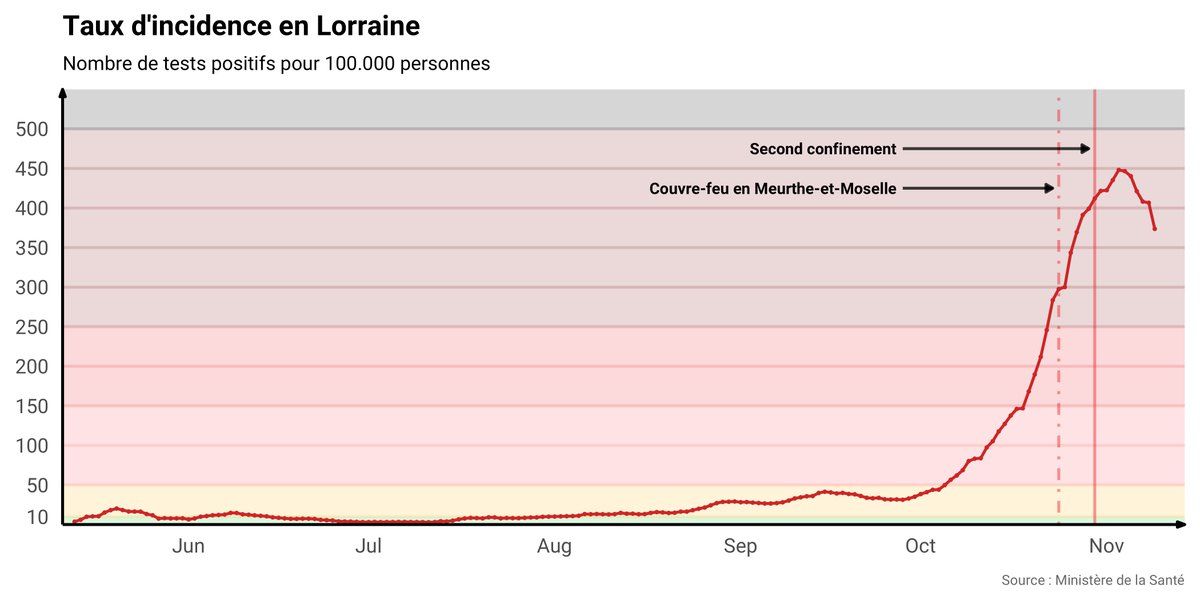 Taux d'incidence en Lorraine
Nombre de tests positifs pour 100.000 personnes
500
450
400
350
300
250
200
150
100
50
10
Second confinement
Couvre-feu en Meurthe-et-Moselle
Jun
Jul
Aug
Sep
Oct
Nov
Source : Ministère de la Santé